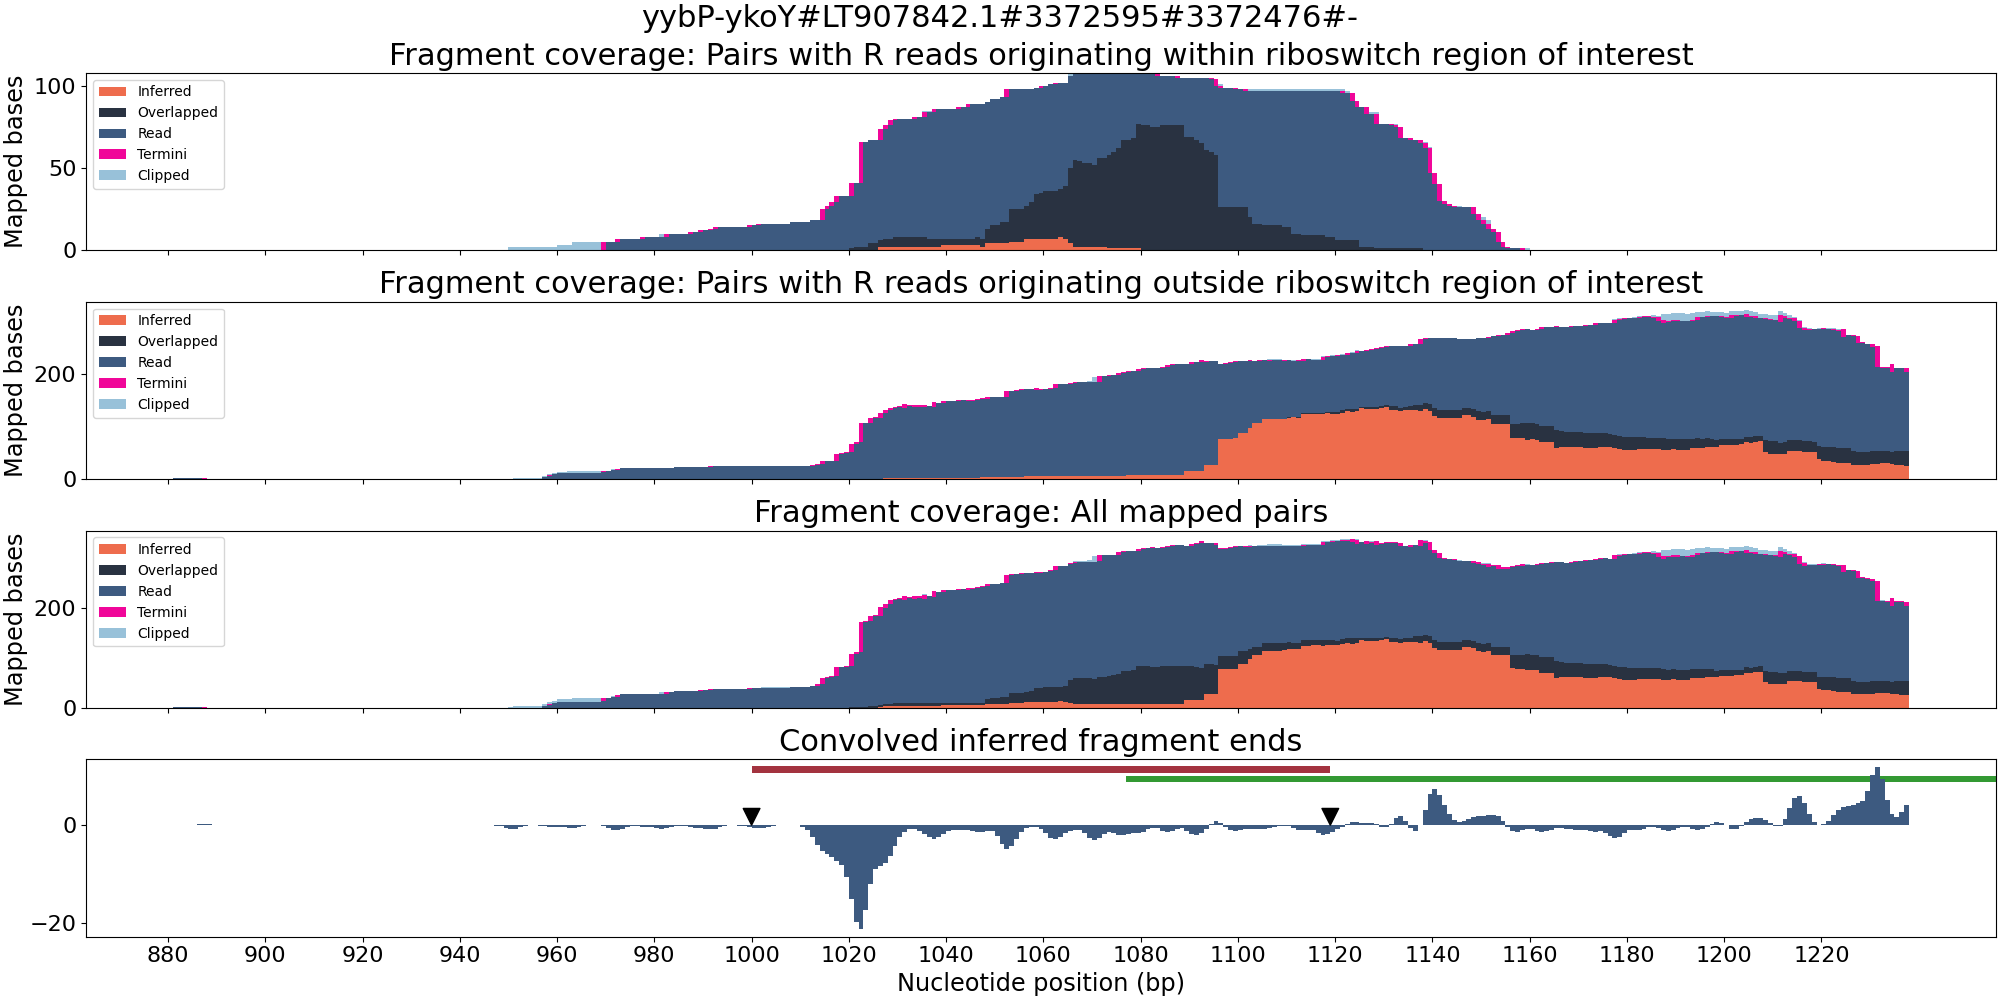 yybP-ykoY#LT907842.1#3372595#3372476#-
Fragment coverage: Pairs with R reads originating within riboswitch region of interest
Mapped bases
100
50
0
Inferred
Overlapped
Read
Termini
Clipped
Fragment coverage: Pairs with R reads originating outside riboswitch region of interest
Mapped bases
200
0
Inferred
Overlapped
Read
Termini
Clipped
Fragment coverage: All mapped pairs
Mapped bases
200
0
Inferred
Overlapped
Read
Termini
Clipped
Convolved inferred fragment ends
0
−20
880 900 920 940 960 980 1000 1020 1040 1060 1080 1100 1120 1140 1160 1180 1200 1220
Nucleotide position (bp)